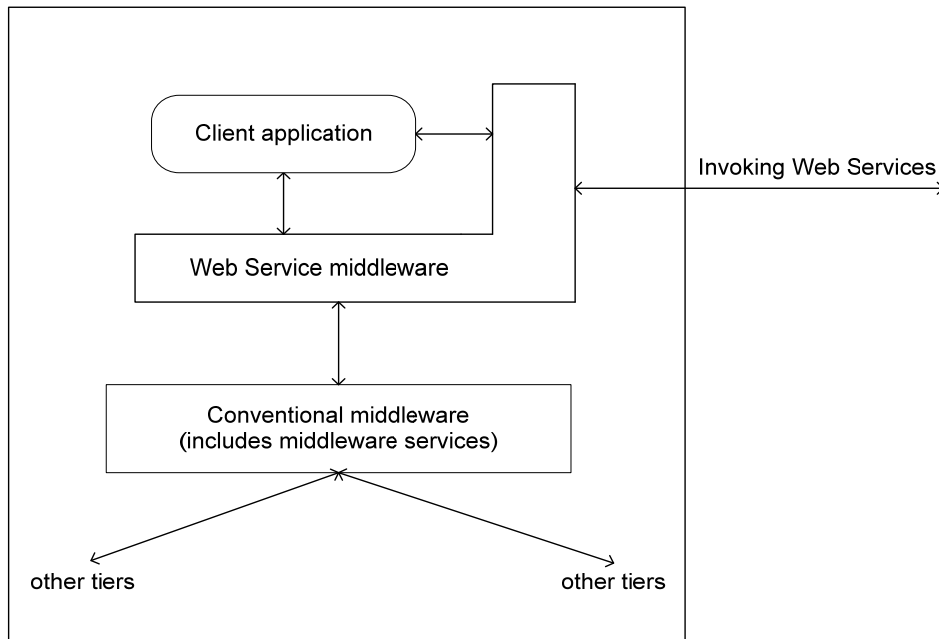 Client application
Invoking Web Services
Web Service middleware
Conventional middleware
(includes middleware services)
other tiers
other tiers